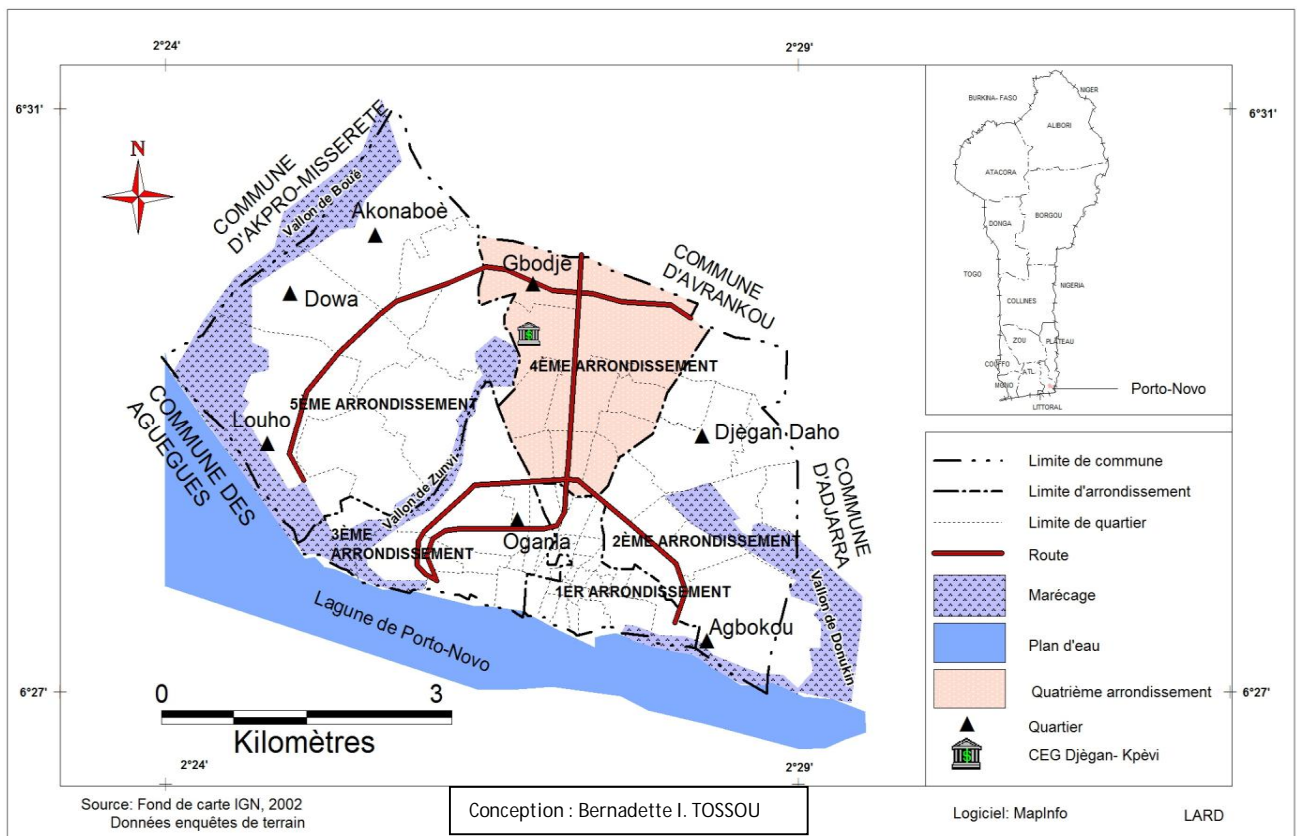 2°24'
2°29'
6°31'
6°31'
N
COMMUNE
D'AKPRO-MISSERETE
Vallon de Boué
Akonaboè
Gbodjè
COMMUNE
D'AVRANKOU
Dowa
4ÈME ARRONDISSEMENT
5ÈME ARRONDISSEMENT
Louho
COMMUNE DES
AGUEGUES
Djègan Daho
Vallon de Zunvi
COMMUNE
D'ADJARRA
3ÈME
ARRONDISSEMENT
Ogania
2ÈME ARRONDISSEMENT
1ER ARRONDISSEMENT
Vallon de Donukin
Agbokou
Lagune de Porto-Novo
6°27'
6°27'
0 3
Kilomètres
2°24'
2°29'
BURKINA- FASO
NIGER
ALIBORI
ATACORA
BORGOU
DONGA
TOGO
NIGERIA
COLLINES
ZOU
PLATEAU
COUFFO
ATL.
MONO
Porto-Novo
LITTORAL
Limite de commune
Limite d'arrondissement
Limite de quartier
Route
Marécage
Plan d'eau
Quatrième arrondissement
Quartier
CEG Djègan- Kpèvi
Source: Fond de carte IGN, 2002
Données enquêtes de terrain
Conception : Bernadette I. TOSSOU
Logiciel: MapInfo
LARD